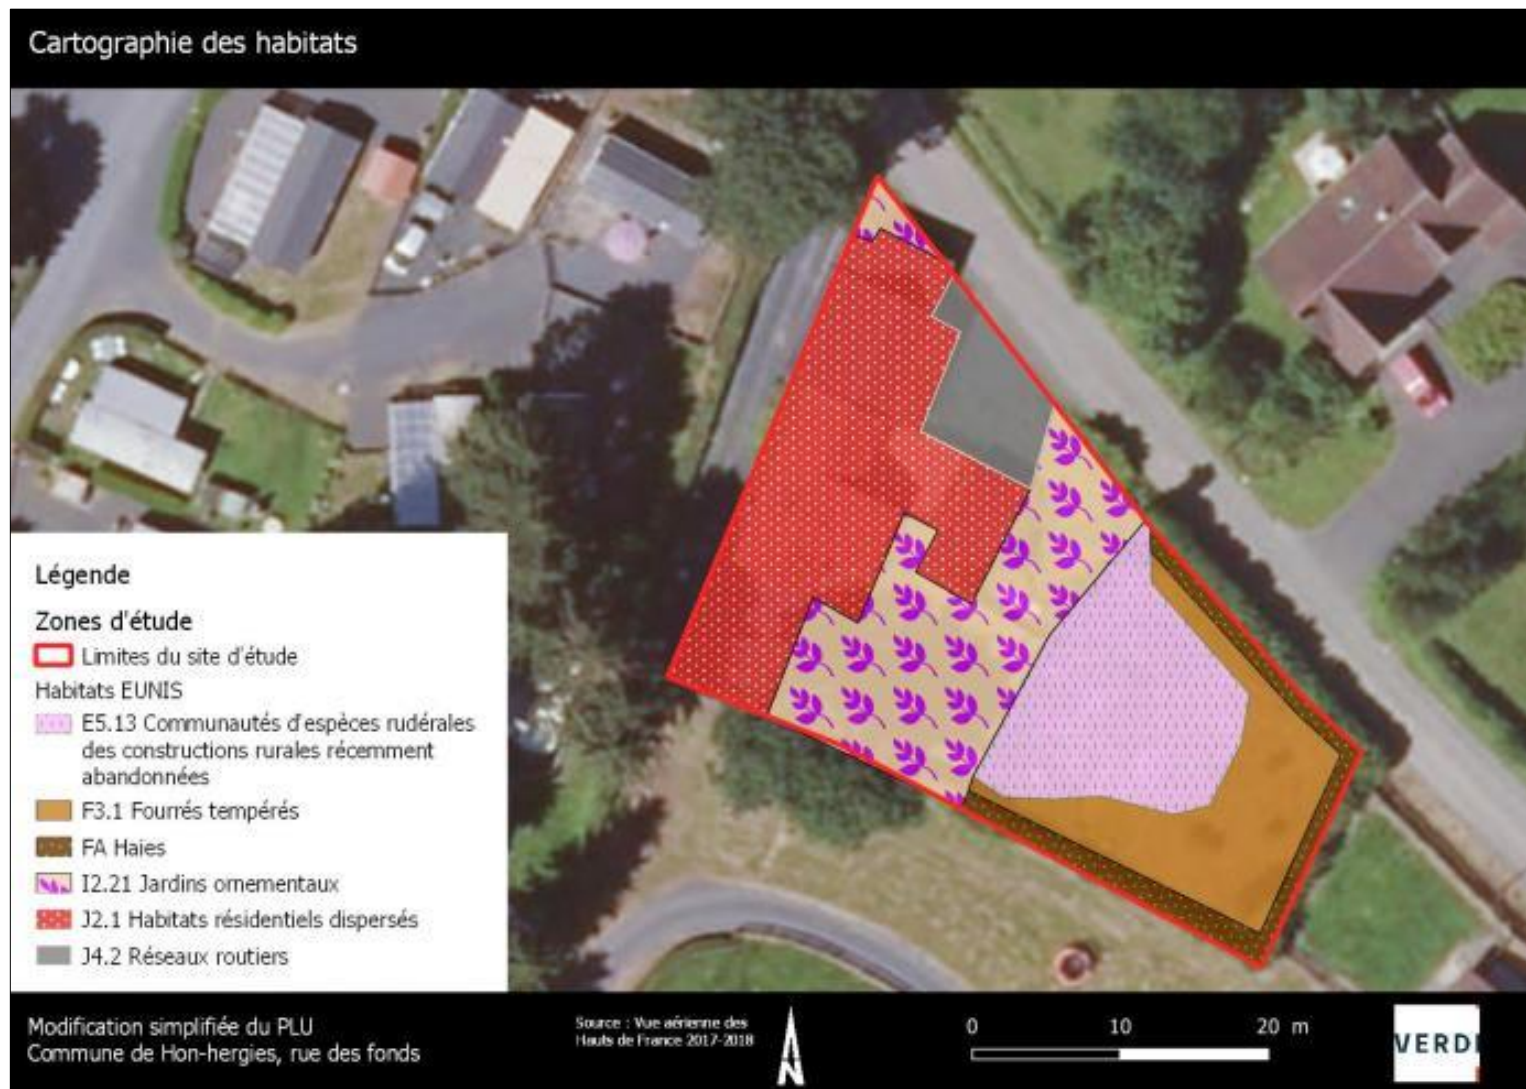 Cartographie des habitats
Légende
Zones d'étude
Limites du site d'étude
Habitats EUNIS
E5.13 Communautés d'espèces rudérales
des constructions rurales récemment
abandonnées
F3.1 Fourrés tempérés
FA Haies
I2.21 Jardins ornementaux
J2.1 Habitats résidentiels dispersés
J4.2 Réseaux routiers
Modification simplifiée du PLU
Commune de Hon-hergies, rue des fonds
Source : Vue aérienne des
Hauts de France 2017-2018
N
0 10 20 m
VERDI